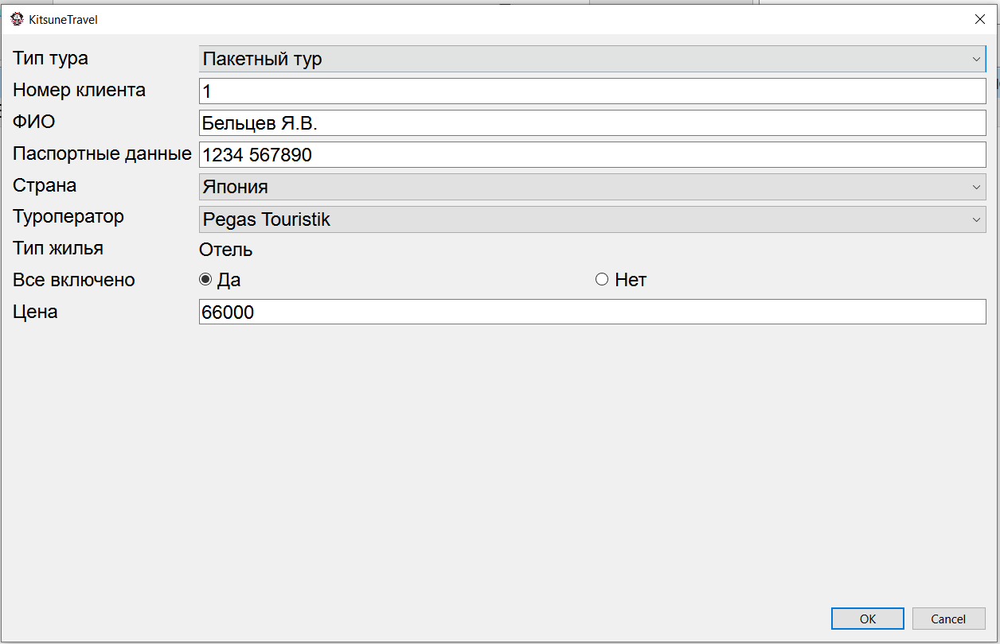 KitsuneTravel
Тип тура Пакетный тур
Номер клиента 1
ФИО Бельцев Я.В.
Паспортные данные 1234 567890
Страна Япония
Туроператор Pegas Touristik
Тип жилья Отель
Все включено Да Нет
Цена 66000
OK Cancel